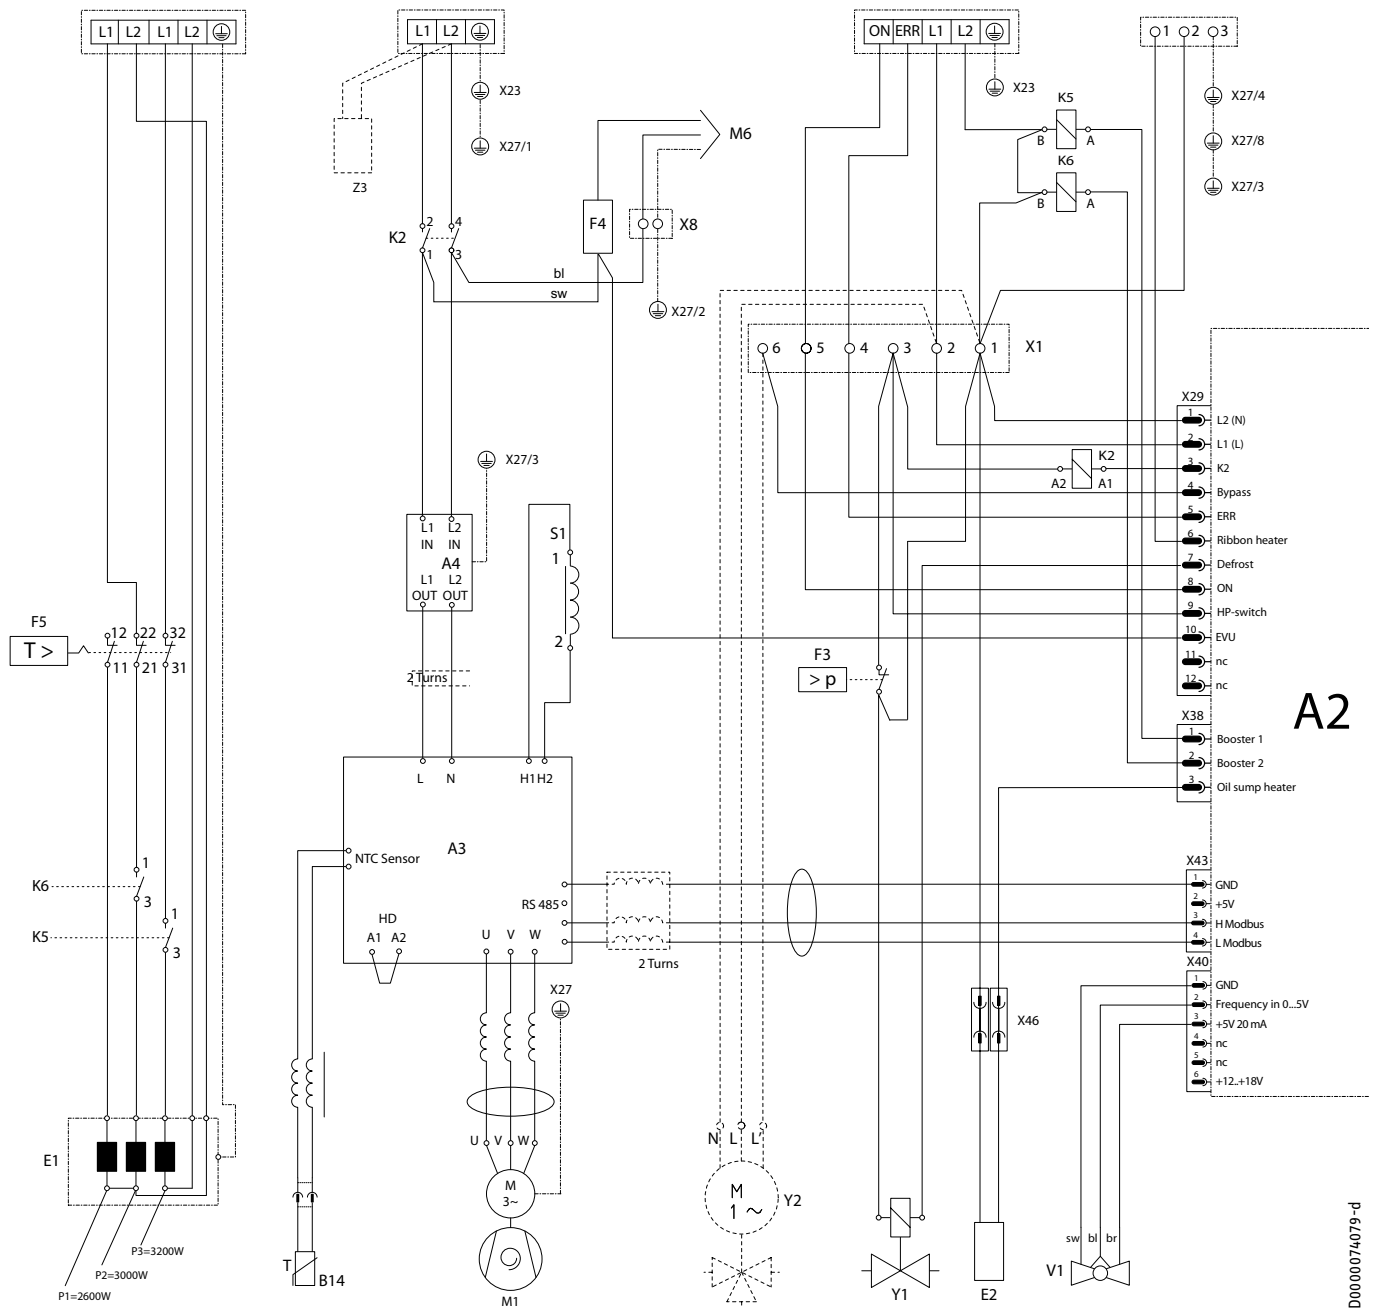 L1 L2 L1 L2
L1 L2
ON ERR L1 L2
1 2 3
X23
X27/1
Z3
M6
X23
K5
B A
K6
B A
X27/4
X27/8
X27/3
K2
2 4
1 3
F4
X8
bl
sw
X27/2
6 5 4 3 2 1
X1
X29
1 L2 (N)
2 L1 (L)
3 K2
4 Bypass
5 ERR
6 Ribbon heater
7 Defrost
8 ON
9 HP-switch
10 EVU
11 nc
12 nc
K2
A2 A1
X27/3
L1 L2
IN IN
A4
L1 L2
OUT OUT
S1
1
2
F5
T >
12 22 32
11 21 31
2 Turns
F3
> p
A2
X38
1 Booster 1
2 Booster 2
3 Oil sump heater
L N H1 H2
A3
NTC Sensor
RS 485
HD
A1 A2
U V W
K6
1
3
K5
1
3
2 Turns
X43
1 GND
2 +5V
3 H Modbus
4 L Modbus
X40
1 GND
2 Frequency in 0...5V
3 +5V 20 mA
4 nc
5 nc
6 +12..+18V
X27
X46
U V W
M
3~
M1
E1
P3=3200W
P2=3000W
P1=2600W
T
B14
N L L'
M
1 ~
Y2
Y1
E2
sw bl br
V1
D0000074079-d